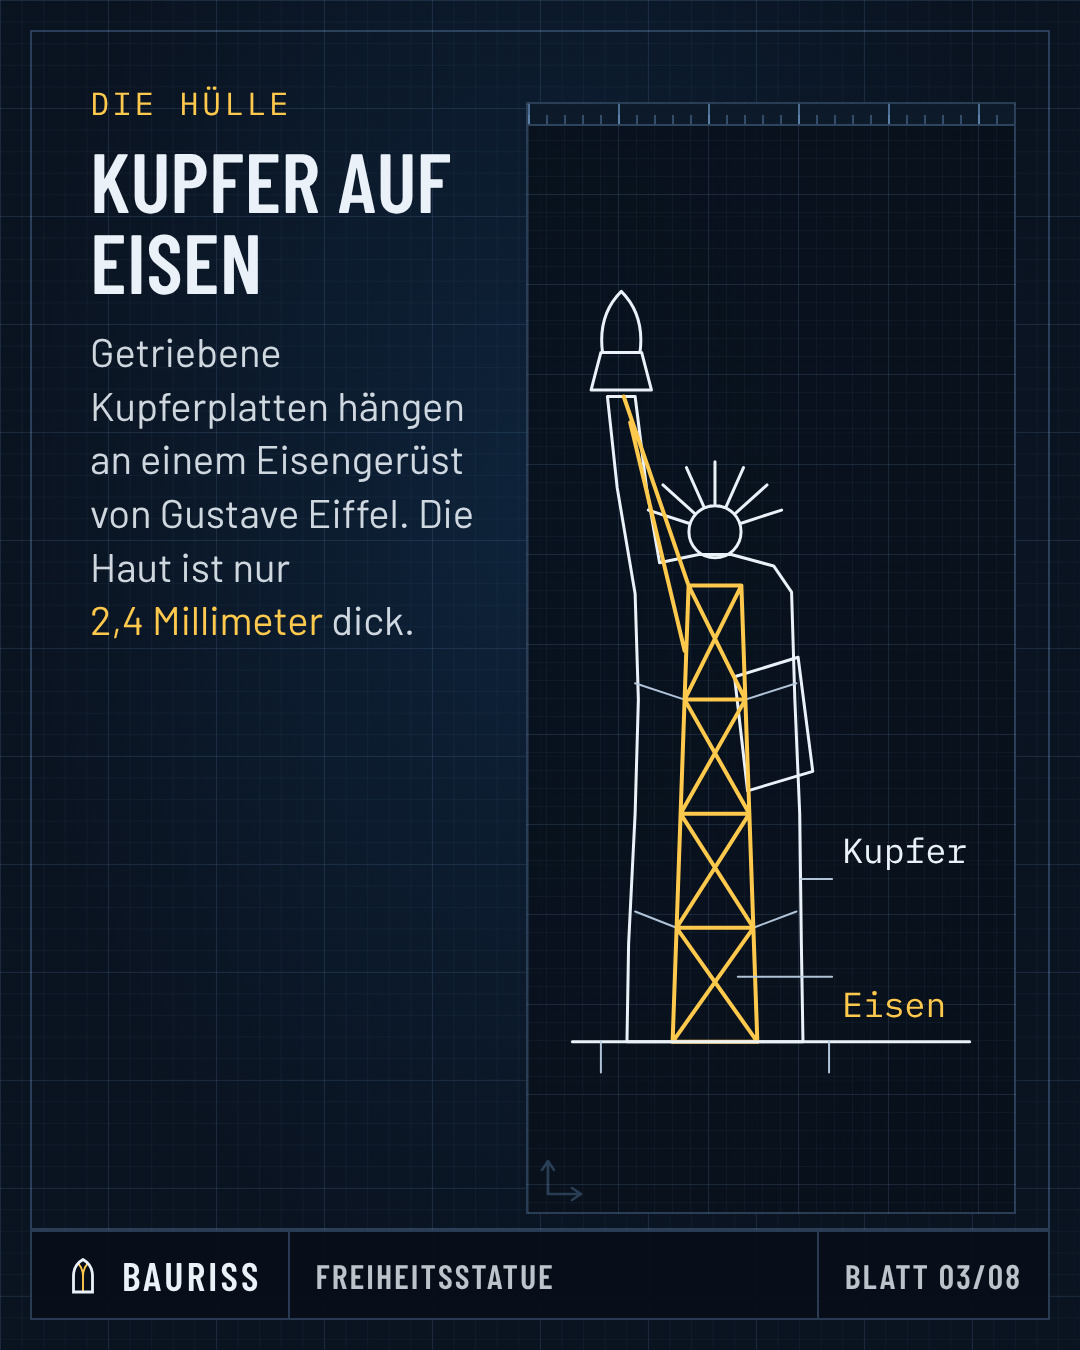 DIE HÜLLE
KUPFER AUF
EISEN
Getriebene
Kupferplatten hängen
an einem Eisengerüst
von Gustave Eiffel. Die
Haut ist nur
2,4 Millimeter dick.
Kupfer
Eisen
BAURISS
FREIHEITSSTATUE
BLATT 03/08